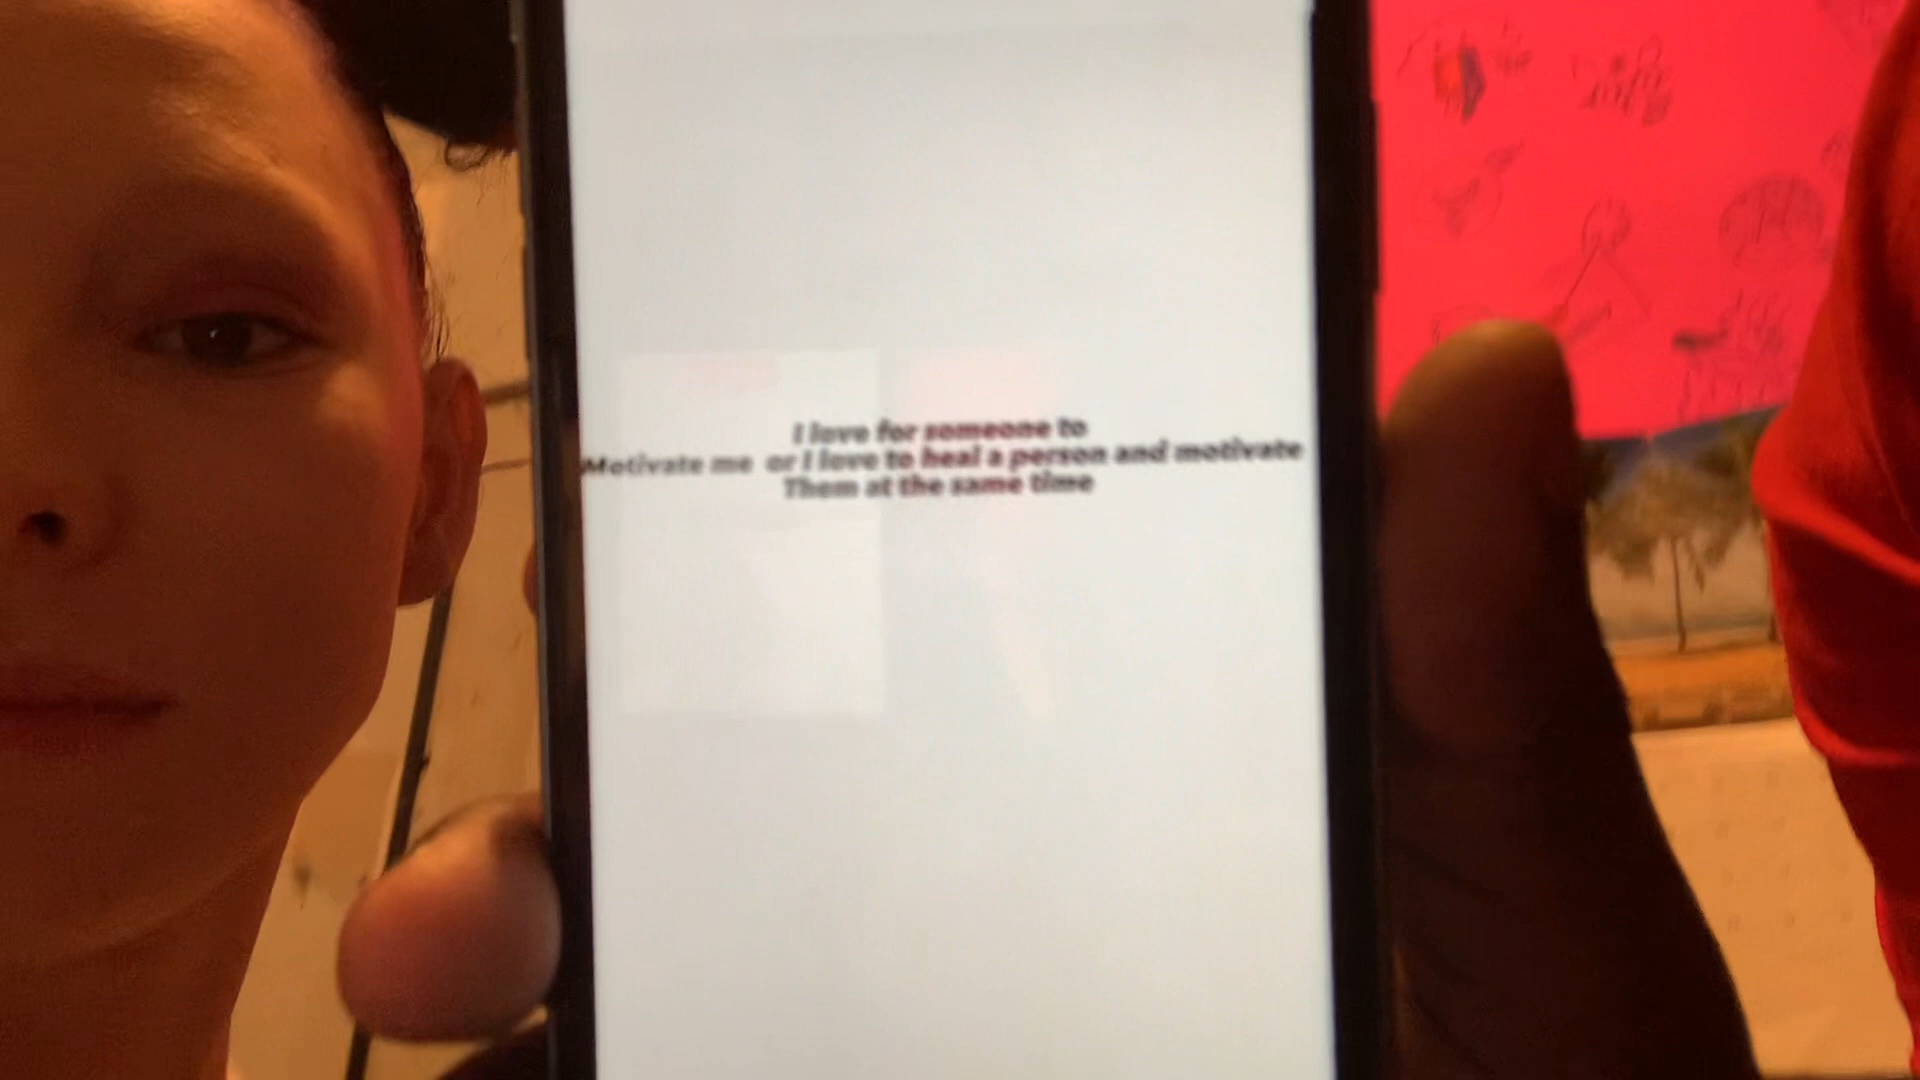 I love for someone to
Motivate me or I love to heal a person and motivate
Them at the same time